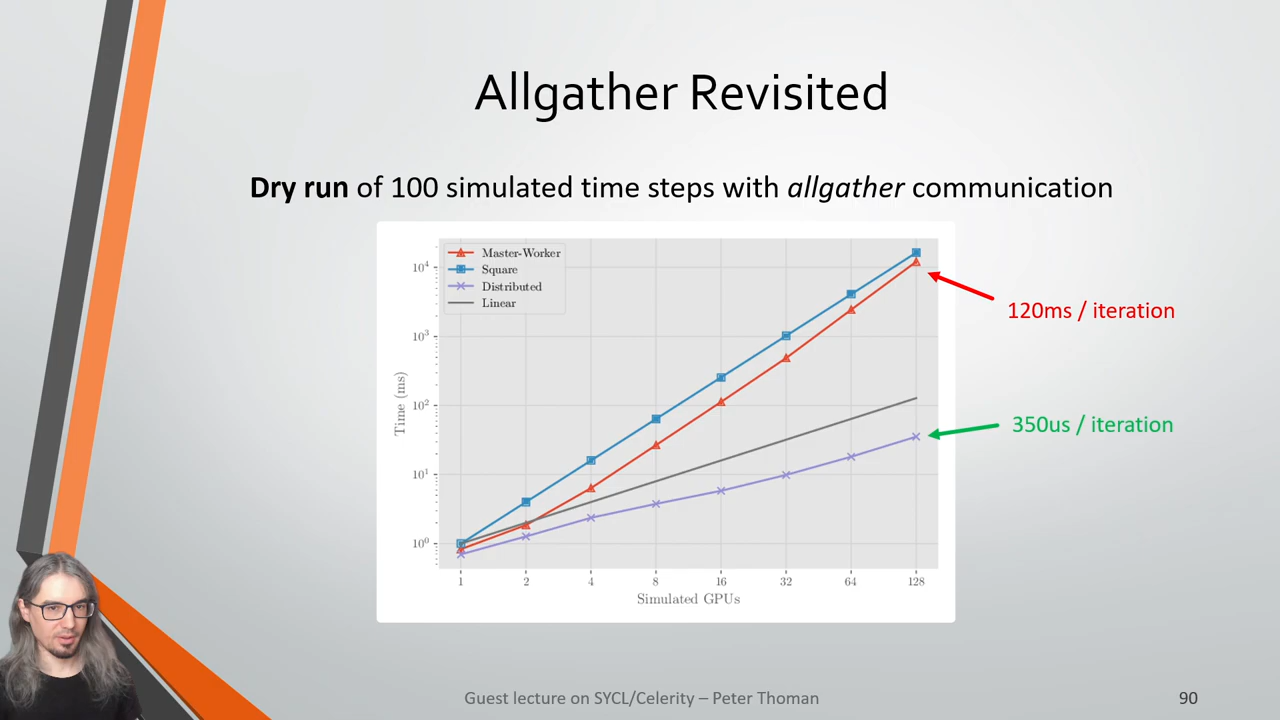 Allgather Revisited
Dry run of 100 simulated time steps with allgather communication
Master-Worker
Square
Distributed
Linear
10⁴
10³
10²
10¹
10⁰
Time (ms)
1 2 4 8 16 32 64 128
Simulated GPUs
120ms / iteration
350us / iteration
Guest lecture on SYCL/Celerity – Peter Thoman
90